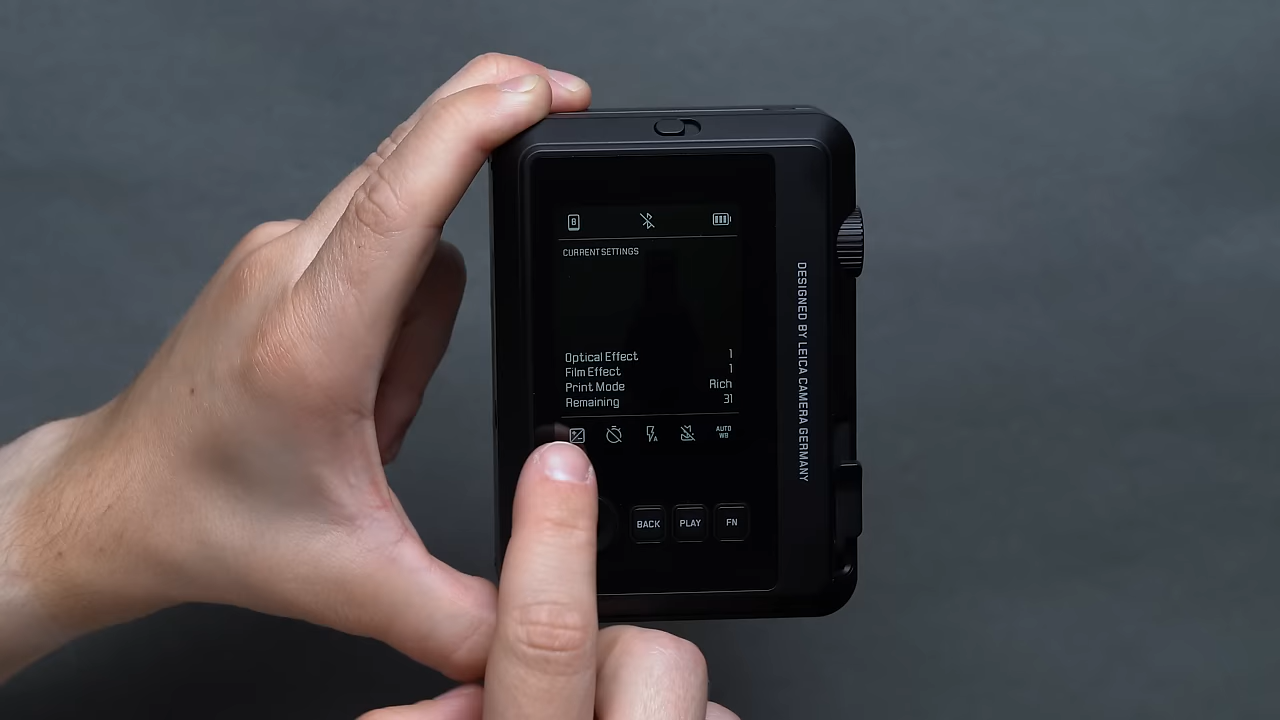 CURRENT SETTINGS
Optical Effect 1
Film Effect 1
Print Mode Rich
Remaining 31
A
AUTO
WB
BACK PLAY FN
DESIGNED BY LEICA CAMERA GERMANY